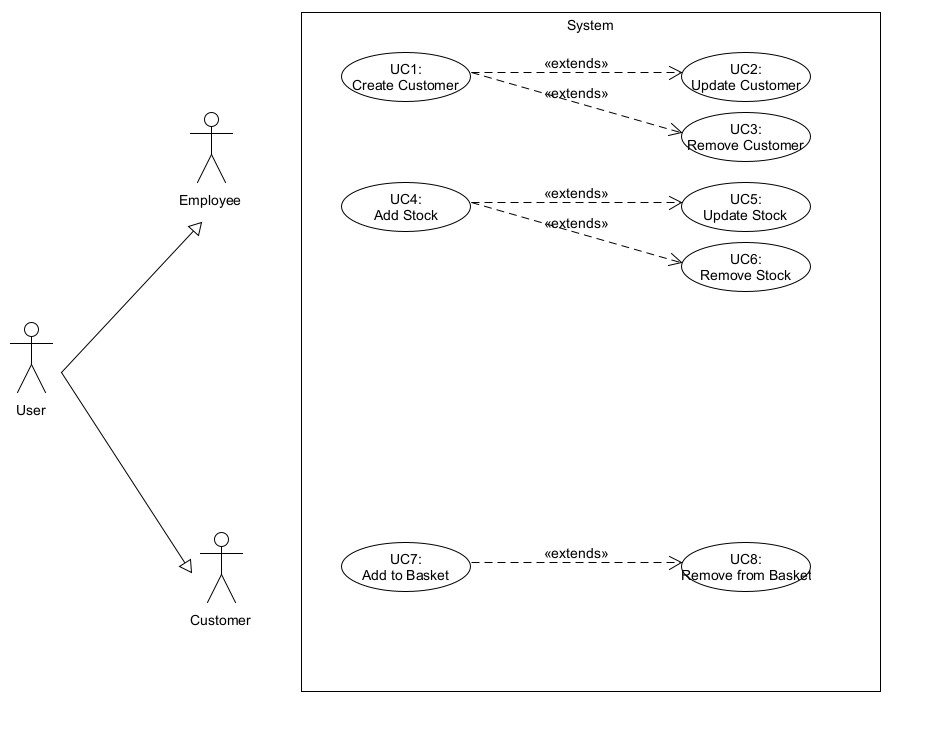 System
UC1:
Create Customer
«extends»
UC2:
Update Customer
«extends»
UC3:
Remove Customer
Employee
UC4:
Add Stock
«extends»
UC5:
Update Stock
«extends»
UC6:
Remove Stock
User
UC7:
Add to Basket
«extends»
UC8:
Remove from Basket
Customer